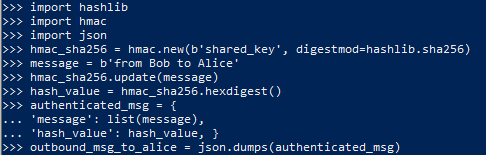 >>> import hashlib
>>> import hmac
>>> import json
>>> hmac_sha256 = hmac.new(b'shared_key', digestmod=hashlib.sha256)
>>> message = b'from Bob to Alice'
>>> hmac_sha256.update(message)
>>> hash_value = hmac_sha256.hexdigest()
>>> authenticated_msg = {
... 'message': list(message),
... 'hash_value': hash_value, }
>>> outbound_msg_to_alice = json.dumps(authenticated_msg)